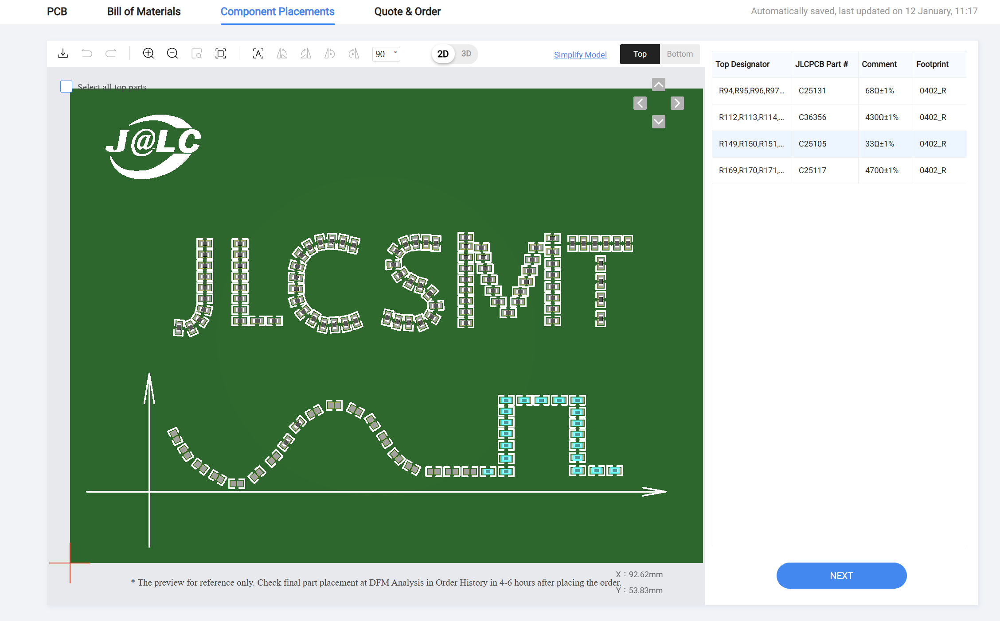 PCB
Bill of Materials
Component Placements
Quote & Order
Automatically saved, last updated on 12 January, 11:17
90 °
2D
3D
Simplify Model
Top
Bottom
Select all top parts
J@LC
JLCSMT
Top Designator JLCPCB Part # Comment Footprint
R94,R95,R96,R97... C25131 68Ω±1% 0402_R
R112,R113,R114,... C36356 430Ω±1% 0402_R
R149,R150,R151,... C25105 33Ω±1% 0402_R
R169,R170,R171,... C25117 470Ω±1% 0402_R
* The preview for reference only. Check final part placement at DFM Analysis in Order History in 4-6 hours after placing the order.
X：92.62mm
Y：53.83mm
NEXT